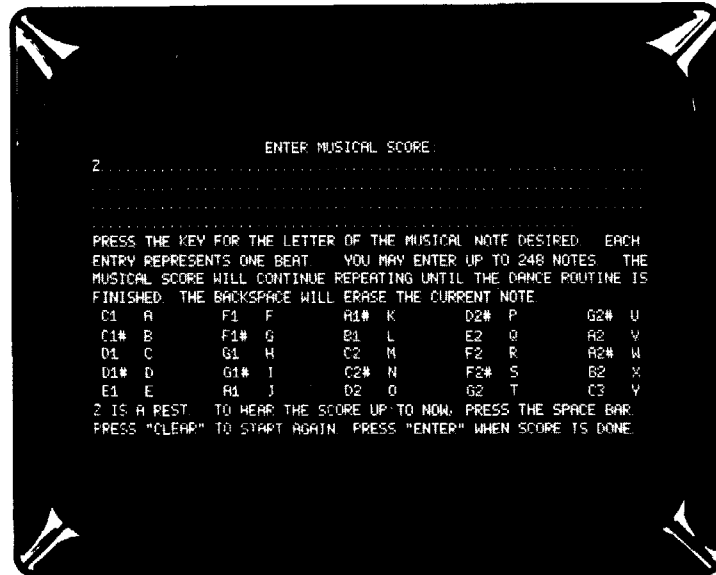 ENTER MUSICAL SCORE:
Z
PRESS THE KEY FOR THE LETTER OF THE MUSICAL NOTE DESIRED. EACH
ENTRY REPRESENTS ONE BEAT. YOU MAY ENTER UP TO 248 NOTES. THE
MUSICAL SCORE WILL CONTINUE REPEATING UNTIL THE DANCE ROUTINE IS
FINISHED. THE BACKSPACE WILL ERASE THE CURRENT NOTE.
C1 A F1 F A1# K D2# P G2# U
C1# B F1# G B1 L E2 Q A2 V
D1 C G1 H C2 M F2 R A2# W
D1# D G1# I C2# N F2# S B2 X
E1 E A1 J D2 O G2 T C3 Y
Z IS A REST. TO HEAR THE SCORE UP TO NOW, PRESS THE SPACE BAR.
PRESS "CLEAR" TO START AGAIN. PRESS "ENTER" WHEN SCORE IS DONE.